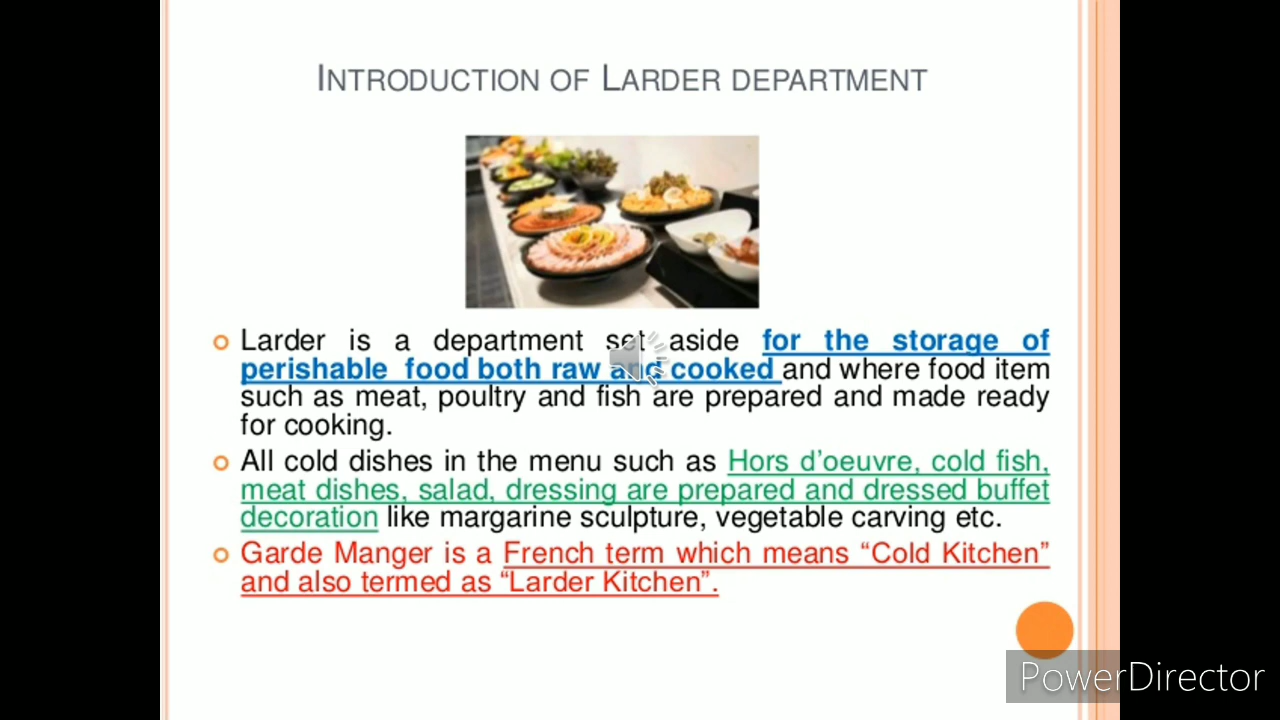 INTRODUCTION OF LARDER DEPARTMENT
Larder is a department set aside for the storage of
perishable food both raw and cooked and where food item
such as meat, poultry and fish are prepared and made ready
for cooking.
All cold dishes in the menu such as Hors d’oeuvre, cold fish,
meat dishes, salad, dressing are prepared and dressed buffet
decoration like margarine sculpture, vegetable carving etc.
Garde Manger is a French term which means “Cold Kitchen”
and also termed as “Larder Kitchen”.
PowerDirector